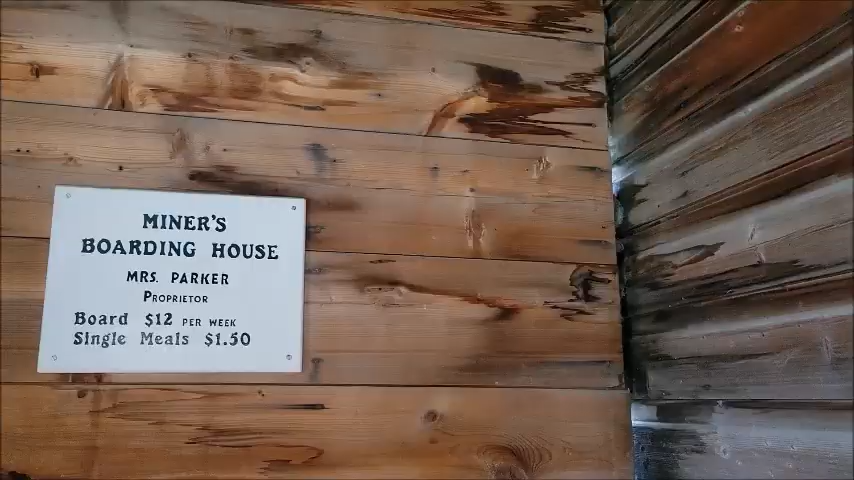 MINER'S
BOARDING HOUSE
MRS. PARKER
PROPRIETOR
Board $12 PER WEEK
Single Meals $1.50